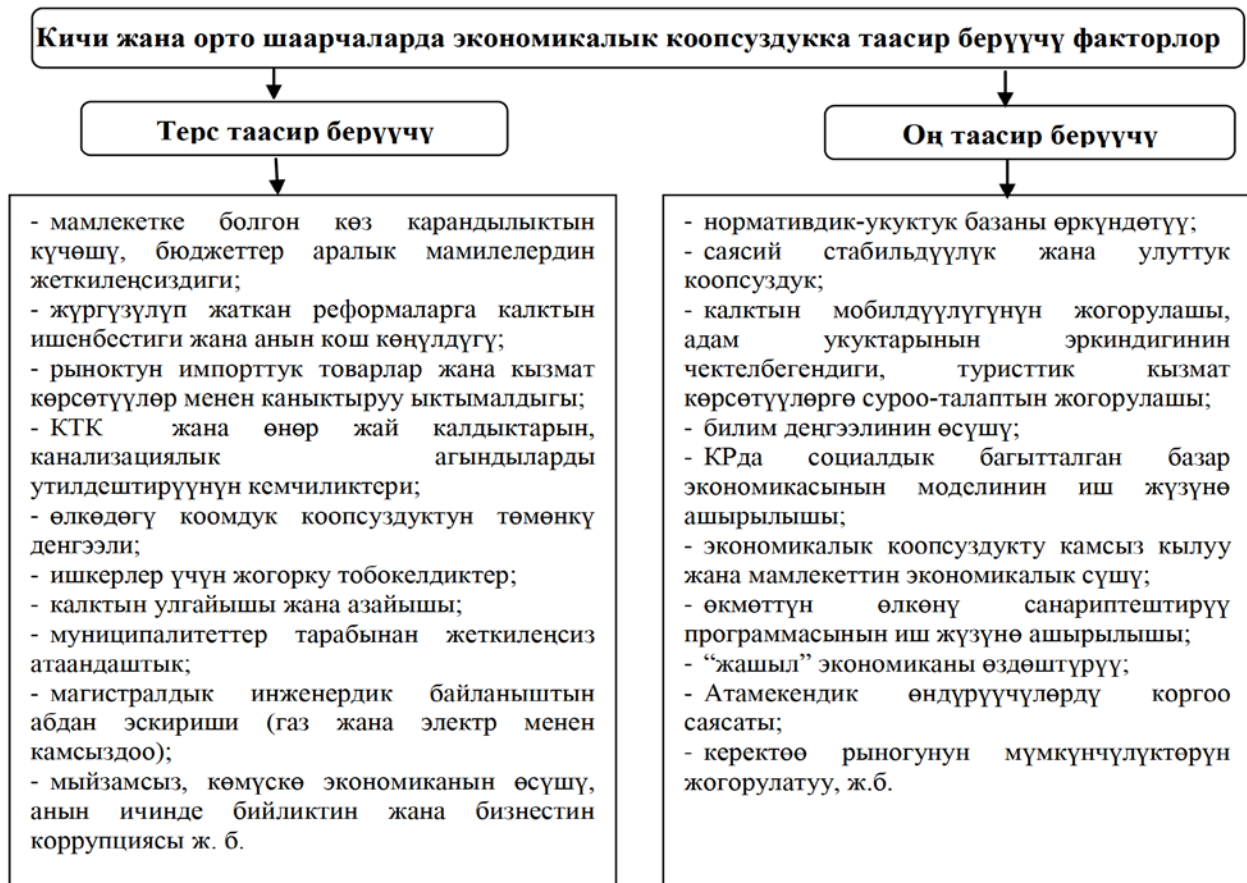 Кичи жана орто шаарчаларда экономикалык коопсуздукка таасир берүүчү факторлор
Терс таасир берүүчү
Оң таасир берүүчү
- мамлекетке болгон көз карандылыктын
күчөшү, бюджеттер аралык мамилелердин
жеткилеңсиздиги;
- жүргүзүлүп жаткан реформаларга калктын
ишенбестиги жана анын кош көңүлдүгү;
- рыноктун импорттук товарлар жана кызмат
көрсөтүүлөр менен каныктыруу ыктымалдыгы;
- КТК жана өнөр жай калдыктарын,
канализациялык агындыларды
утилдештирүүнүн кемчиликтери;
- өлкөдөгү коомдук коопсуздуктун төмөнкү
денгээли;
- ишкерлер үчүн жогорку тобокелдиктер;
- калктын улгайышы жана азайышы;
- муниципалитеттер тарабынан жеткилеңсиз
атаандаштык;
- магистралдык инженердик байланыштын
абдан эскириши (газ жана электр менен
камсыздоо);
- мыйзамсыз, көмүскө экономиканын өсүшү,
анын ичинде бийликтин жана бизнестин
коррупциясы ж. б.
- нормативдик-укуктук базаны өркүндөтүү;
- саясий стабильдүүлүк жана улуттук
коопсуздук;
- калктын мобилдүүлүгүнүн жогорулашы,
адам укуктарынын эркиндигинин
чектелбегендиги, туристтик кызмат
көрсөтүүлөргө суроо-талаптын жогорулашы;
- билим деңгээлинин өсүшү;
- КРда социалдык багытталган базар
экономикасынын моделинин иш жүзүнө
ашырылышы;
- экономикалык коопсуздукту камсыз кылуу
жана мамлекеттин экономикалык сүшү;
- өкмөттүн өлкөнү санариптештирүү
программасынын иш жүзүнө ашырылышы;
- “жашыл” экономиканы өздөштүрүү;
- Атамекендик өндүрүүчүлөрдү коргоо
саясаты;
- керектөө рыногунун мүмкүнчүлүктөрүн
жогорулатуу, ж.б.